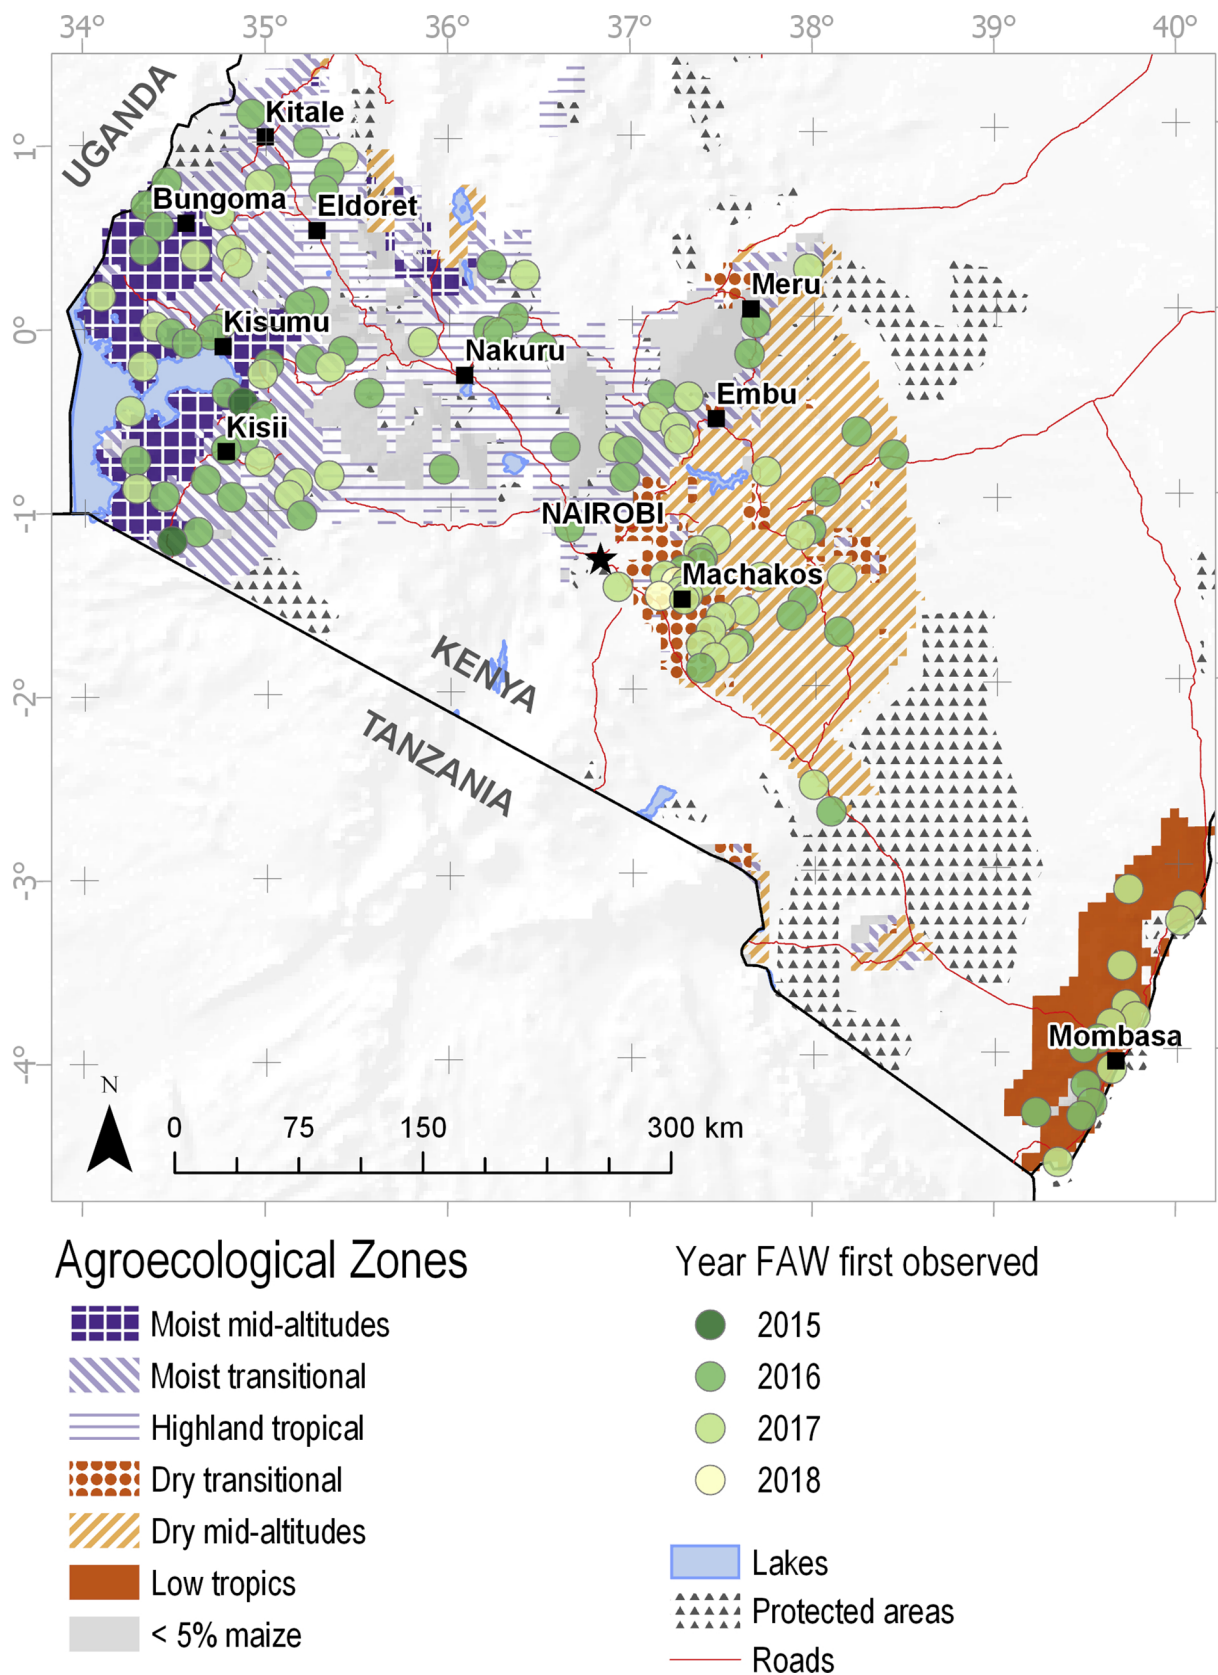 34° 35° 36° 37° 38° 39° 40°
UGANDA
Kitale
1°
Bungoma
Eldoret
Meru
0°
Kisumu
Nakuru
Embu
Kisii
-1°
NAIROBI
Machakos
KENYA
-2°
TANZANIA
-3°
Mombasa
-4°
N
0 75 150 300 km
Agroecological Zones
Moist mid-altitudes
Moist transitional
Highland tropical
Dry transitional
Dry mid-altitudes
Low tropics
< 5% maize
Year FAW first observed
2015
2016
2017
2018
Lakes
Protected areas
Roads